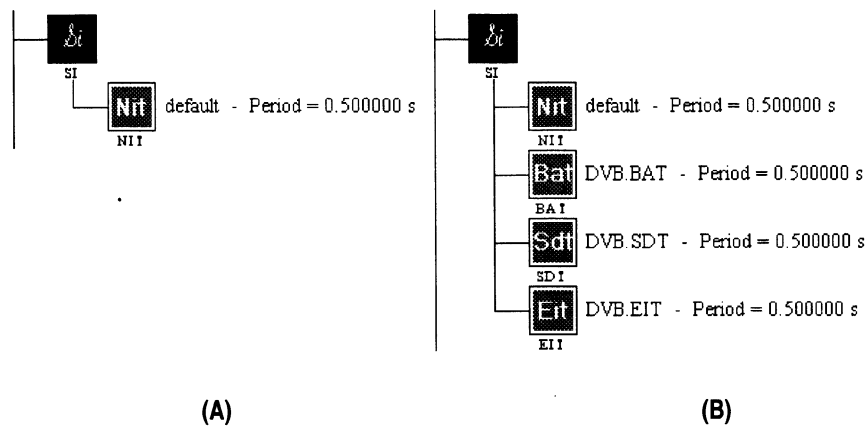 Si
SI
Nit default - Period = 0.500000 s
NIT
(A)
Si
SI
Nit default - Period = 0.500000 s
NIT
Bat DVB.BAT - Period = 0.500000 s
BAT
Sdt DVB.SDT - Period = 0.500000 s
SDT
Eit DVB.EIT - Period = 0.500000 s
EIT
(B)